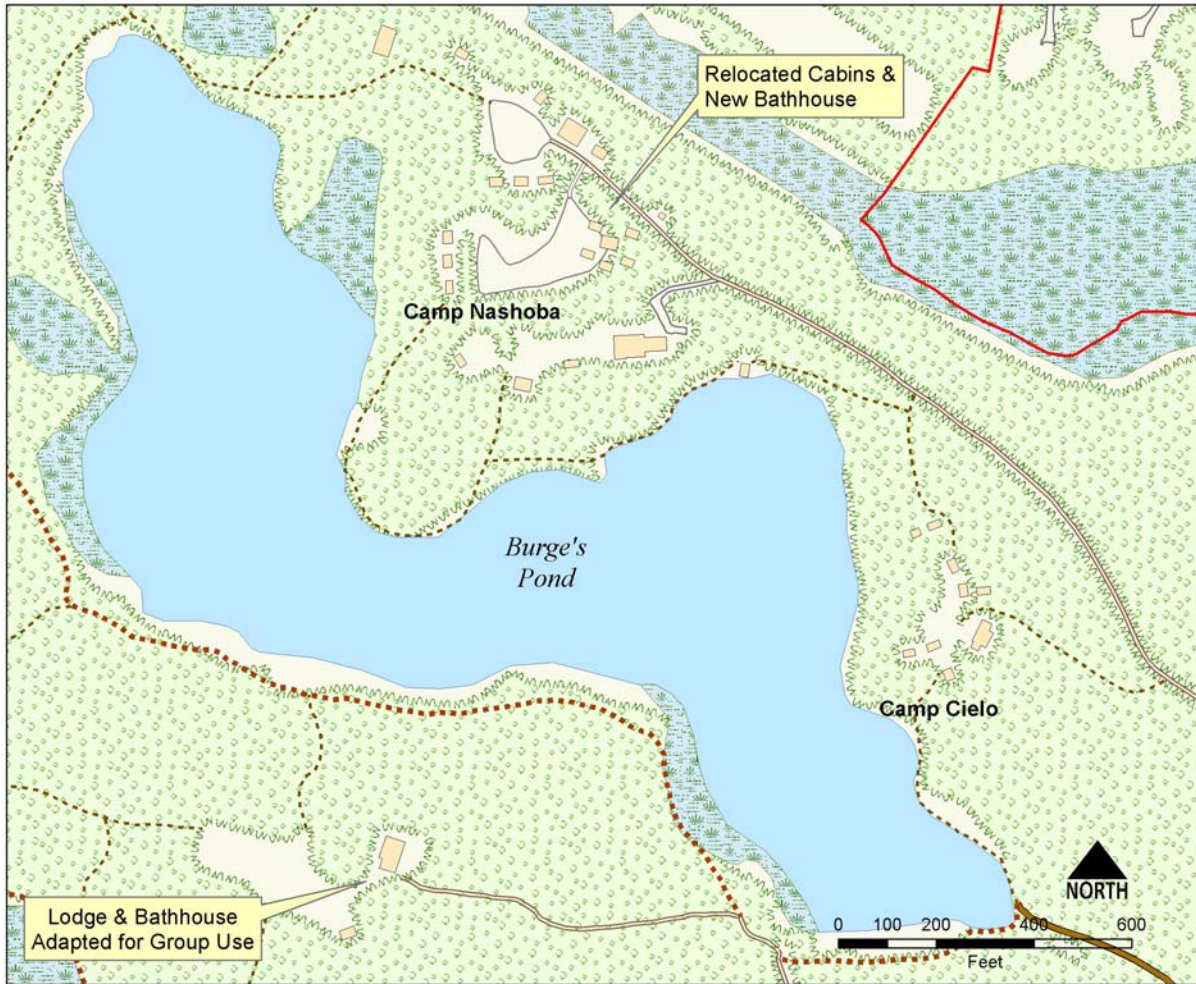 Relocated Cabins &
New Bathhouse
Camp Nashoba
Burge's
Pond
Camp Cielo
NORTH
Lodge & Bathhouse
Adapted for Group Use
0 100 200 400 600
Feet